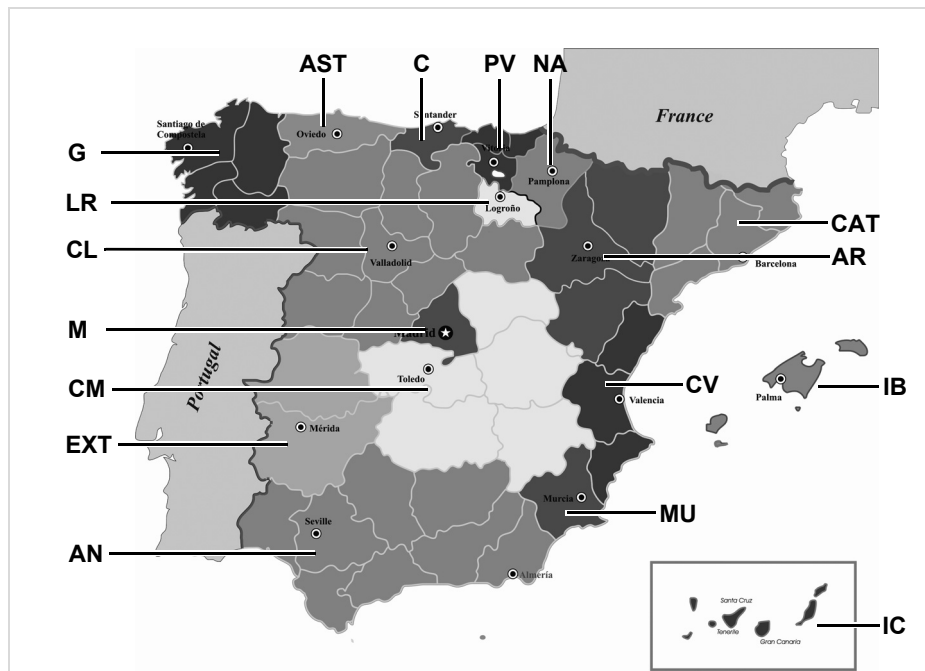 AST
C
PV
NA
France
Santander
Santiago de
Compostela
Oviedo
Vitoria
G
Pamplona
LR
Logroño
CAT
CL
Valladolid
Zaragoza
AR
Barcelona
M
Madrid
Portugal
Toledo
CM
CV
Valencia
Palma
IB
EXT
Mérida
Murcia
MU
Seville
AN
Almería
Santa Cruz
Tenerife
Gran Canaria
IC